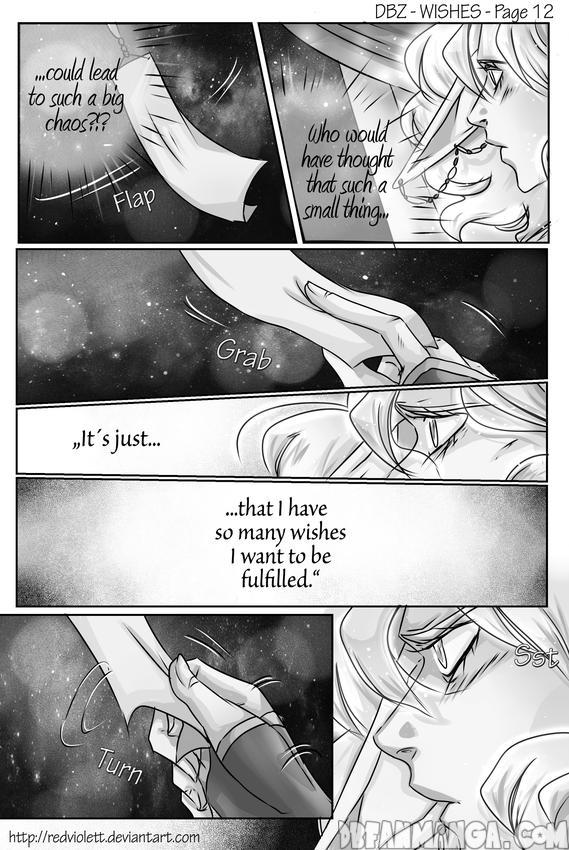 DBZ - WISHES - Page 12
...could lead
to such a big
chaos?!?
Flap
Who would
have thought
that such a
small thing...
Grab
„It´s just...
...that I have
so many wishes
I want to be
fulfilled.“
Turn
Sst
http://redviolett.deviantart.com
DBFANMANGA.COM